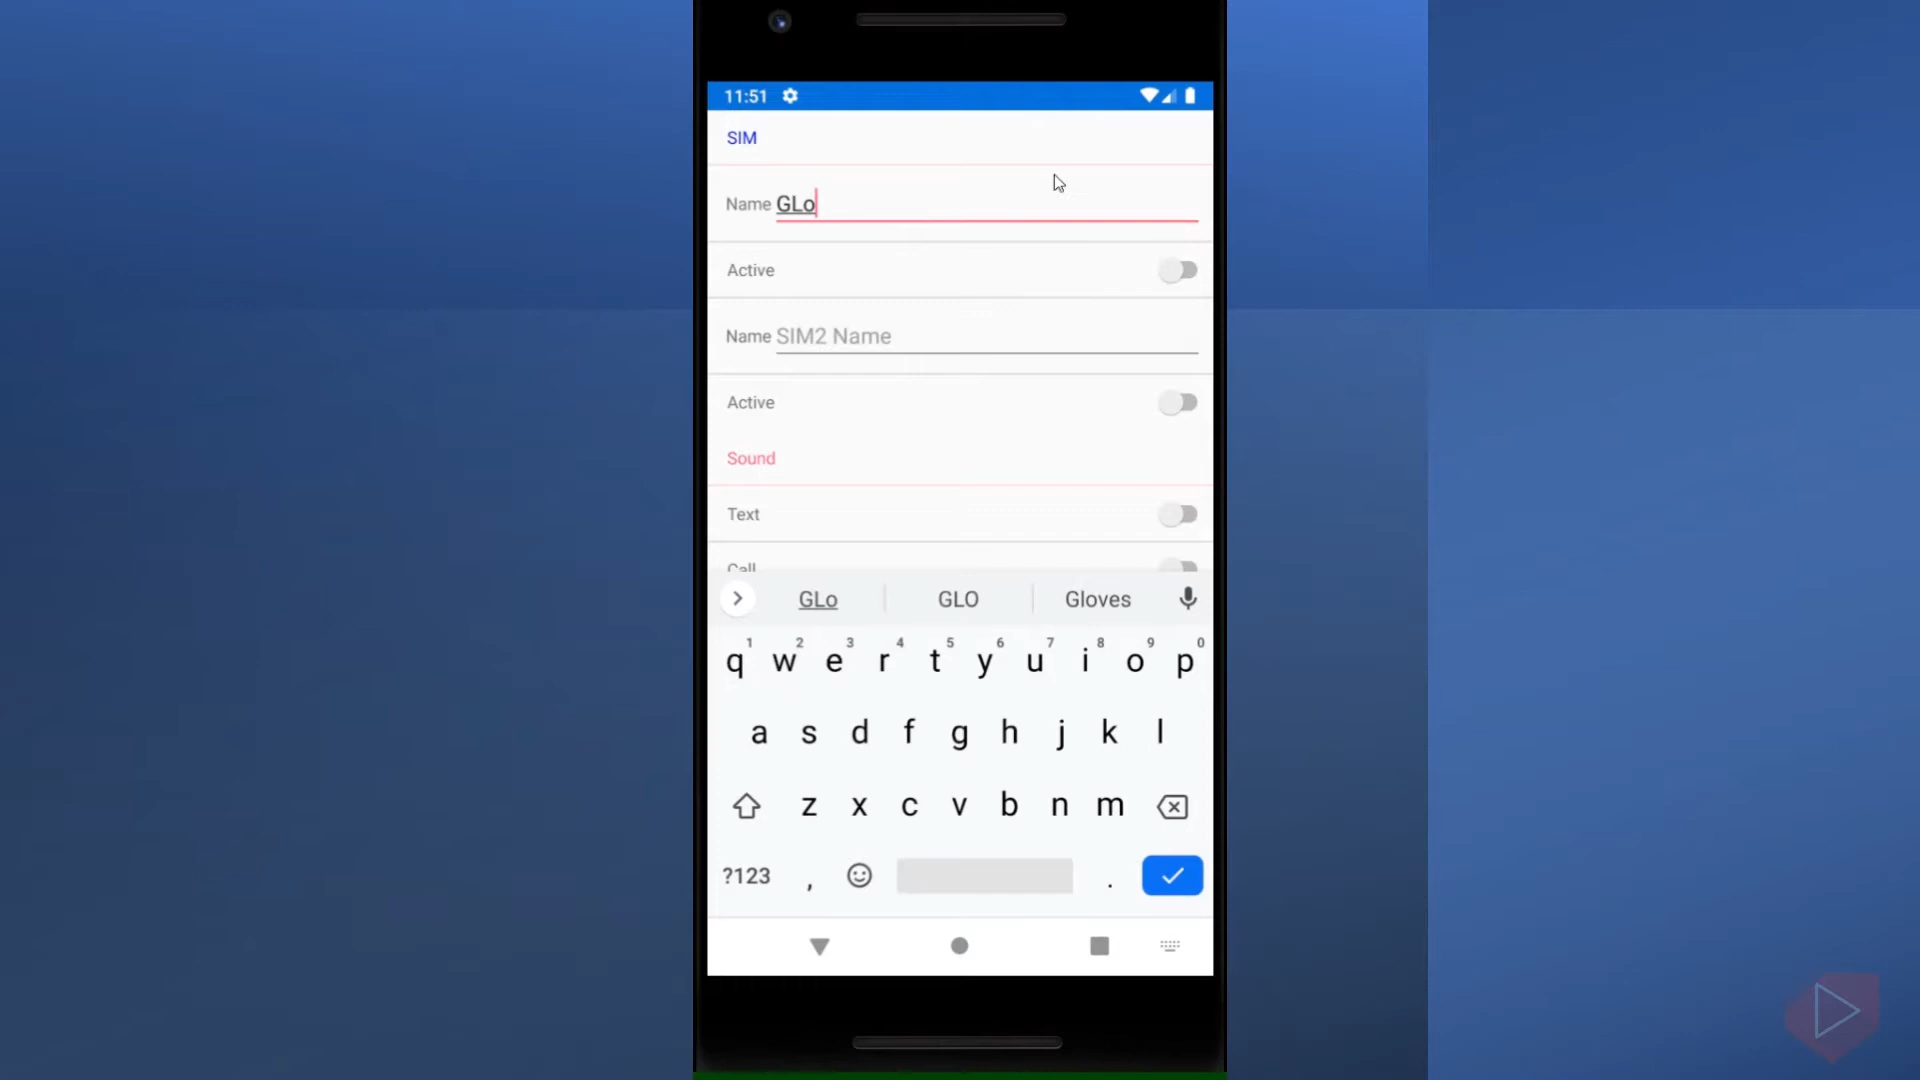 11:51
SIM
Name GLo
Active
Name SIM2 Name
Active
Sound
Text
Call
GLo GLO Gloves
1 2 3 4 5 6 7 8 9 0
q w e r t y u i o p
a s d f g h j k l
z x c v b n m
?123 , .